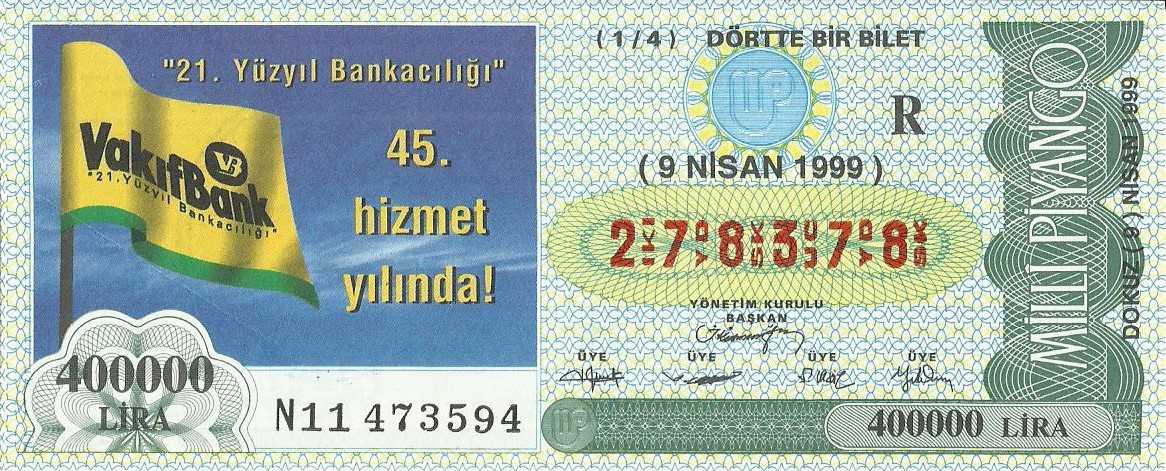 "21. Yüzyıl Bankacılığı"
VakıfBank
VB
"21. Yüzyıl Bankacılığı"
45.
hizmet
yılında!
400000
LİRA
N11 473594
(1/4) DÖRTTE BİR BİLET
R
( 9 NİSAN 1999 )
278378
YÖNETİM KURULU
BAŞKAN
ÜYE ÜYE ÜYE ÜYE
400000 LİRA
MİLLİ PİYANGO
DOKUZ ( 9 ) NİSAN 1999